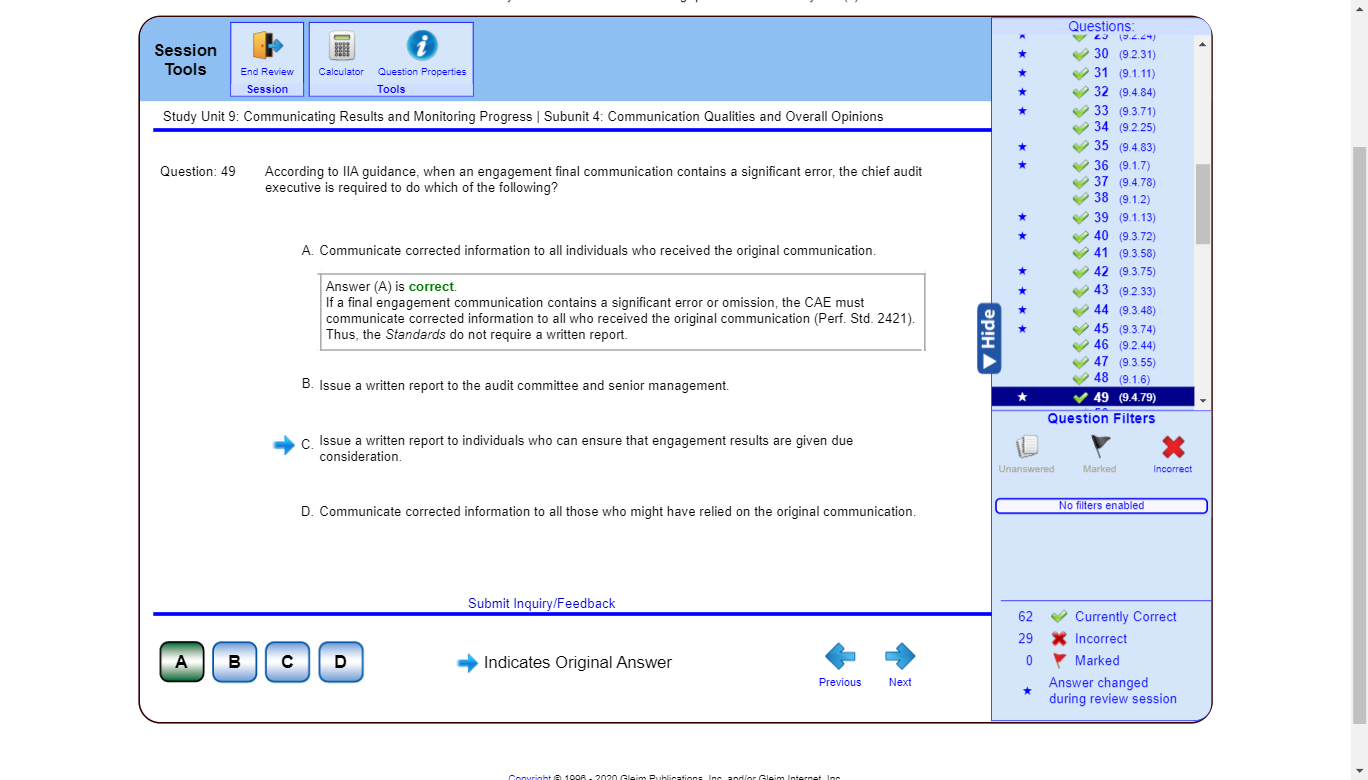 Session
Tools
End Review
Session
Calculator
Question Properties
Tools
Study Unit 9: Communicating Results and Monitoring Progress | Subunit 4: Communication Qualities and Overall Opinions
Question: 49
According to IIA guidance, when an engagement final communication contains a significant error, the chief audit
executive is required to do which of the following?
A. Communicate corrected information to all individuals who received the original communication.
Answer (A) is correct.
If a final engagement communication contains a significant error or omission, the CAE must
communicate corrected information to all who received the original communication (Perf. Std. 2421).
Thus, the Standards do not require a written report.
B. Issue a written report to the audit committee and senior management.
C. Issue a written report to individuals who can ensure that engagement results are given due
consideration.
D. Communicate corrected information to all those who might have relied on the original communication.
Submit Inquiry/Feedback
A
B
C
D
Indicates Original Answer
Previous
Next
Hide
Questions:
29 (9.2.24)
30 (9.2.31)
31 (9.1.11)
32 (9.4.84)
33 (9.3.71)
34 (9.2.25)
35 (9.4.83)
36 (9.1.7)
37 (9.4.78)
38 (9.1.2)
39 (9.1.13)
40 (9.3.72)
41 (9.3.58)
42 (9.3.75)
43 (9.2.33)
44 (9.3.48)
45 (9.3.74)
46 (9.2.44)
47 (9.3.55)
48 (9.1.6)
49 (9.4.79)
Question Filters
Unanswered
Marked
Incorrect
No filters enabled
62 Currently Correct
29 Incorrect
0 Marked
Answer changed
during review session
Copyright © 1996 - 2020 Gleim Publications, Inc. and/or Gleim Internet, Inc.